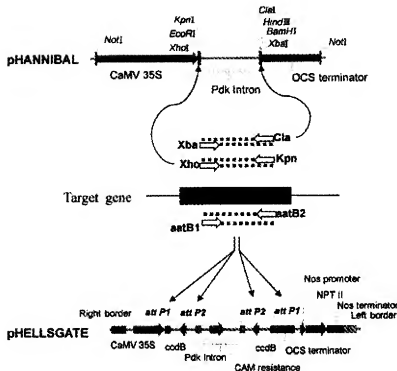 ClaI
KpnI HindIII
EcoRI BamHI
NotI XhoI XbaI NotI
pHANNIBAL
CaMV 35S OCS terminator
Pdk Intron
Xba Cla
Xho Kpn
Target gene
aatB2
aatB1
Nos promoter
NPT II
Nos terminator
Right border att P1 att P2 att P2 att P1 Left border
pHELLSGATE
CaMV 35S ccdB ccdB OCS terminator
Pdk Intron
CAM resistance